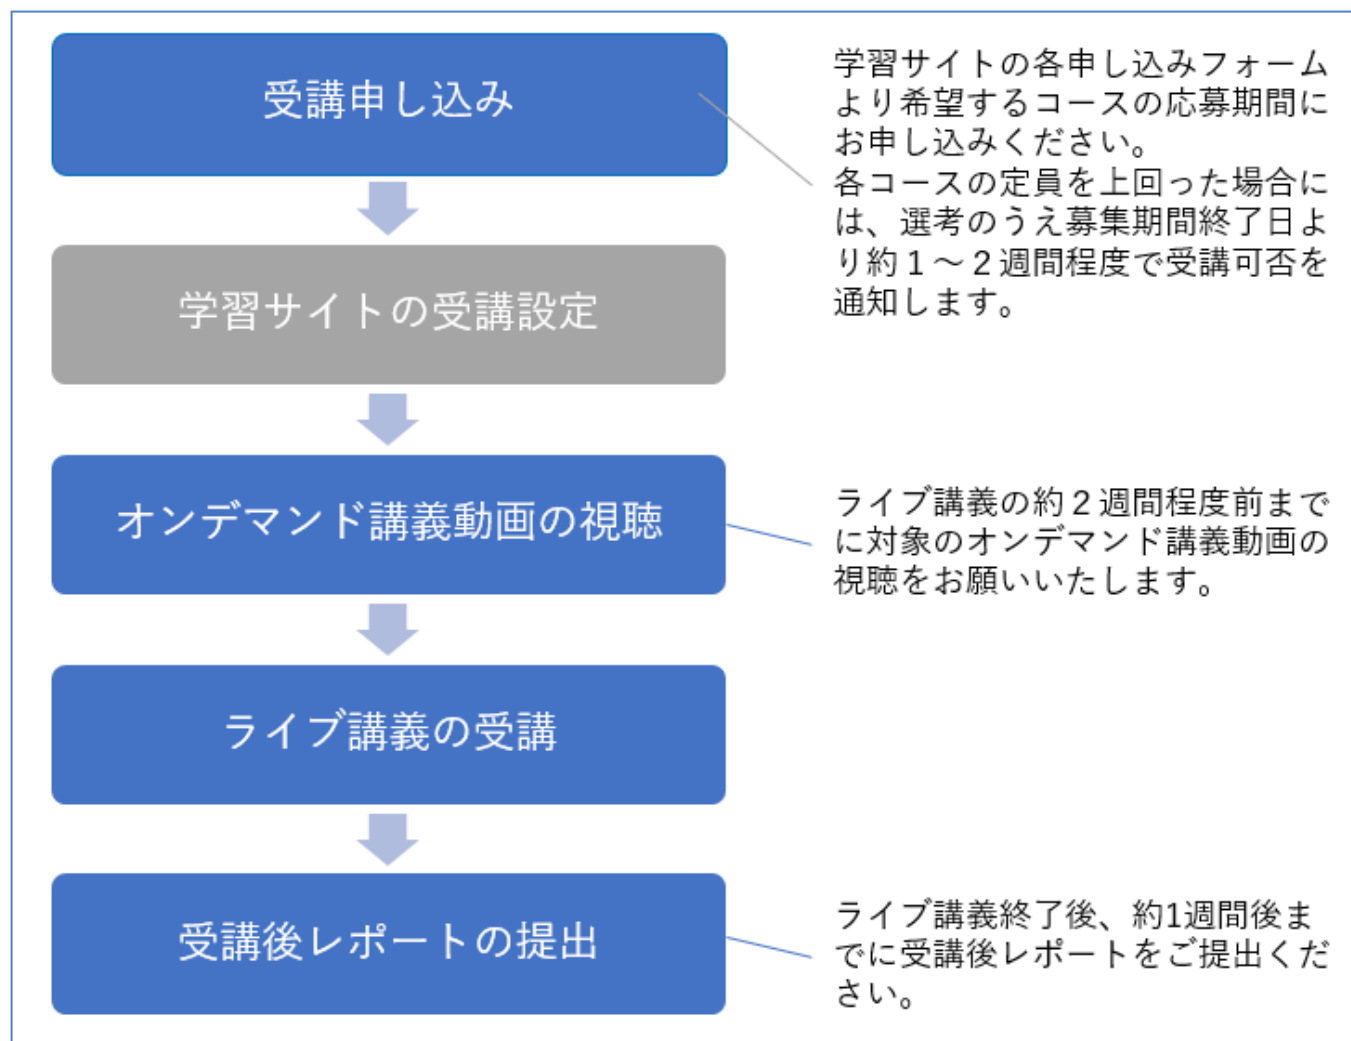 受講申し込み
学習サイトの各申し込みフォーム
より希望するコースの応募期間に
お申し込みください。
各コースの定員を上回った場合に
は、選考のうえ募集期間終了日よ
り約１～２週間程度で受講可否を
通知します。
学習サイトの受講設定
オンデマンド講義動画の視聴
ライブ講義の約２週間程度前まで
に対象のオンデマンド講義動画の
視聴をお願いいたします。
ライブ講義の受講
受講後レポートの提出
ライブ講義終了後、約1週間後ま
でに受講後レポートをご提出くだ
さい。